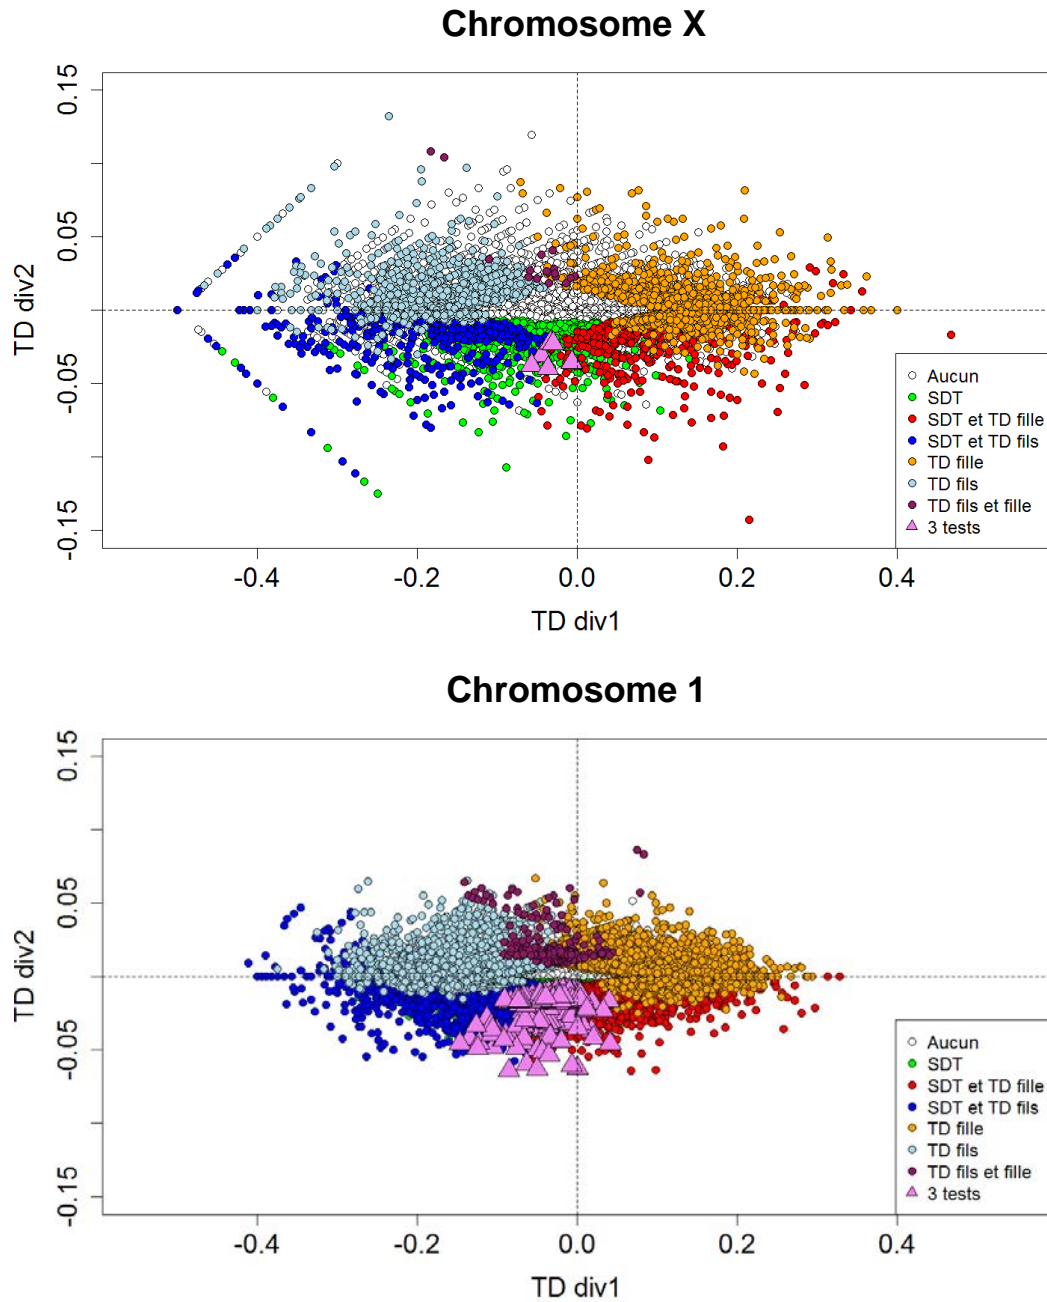 Chromosome X
0.15
0.05
-0.05
-0.15
TD div2
Aucun
SDT
SDT et TD fille
SDT et TD fils
TD fille
TD fils
TD fils et fille
3 tests
-0.4
-0.2
0.0
0.2
0.4
TD div1
Chromosome 1
0.15
0.05
-0.05
-0.15
TD div2
Aucun
SDT
SDT et TD fille
SDT et TD fils
TD fille
TD fils
TD fils et fille
3 tests
-0.4
-0.2
0.0
0.2
0.4
TD div1